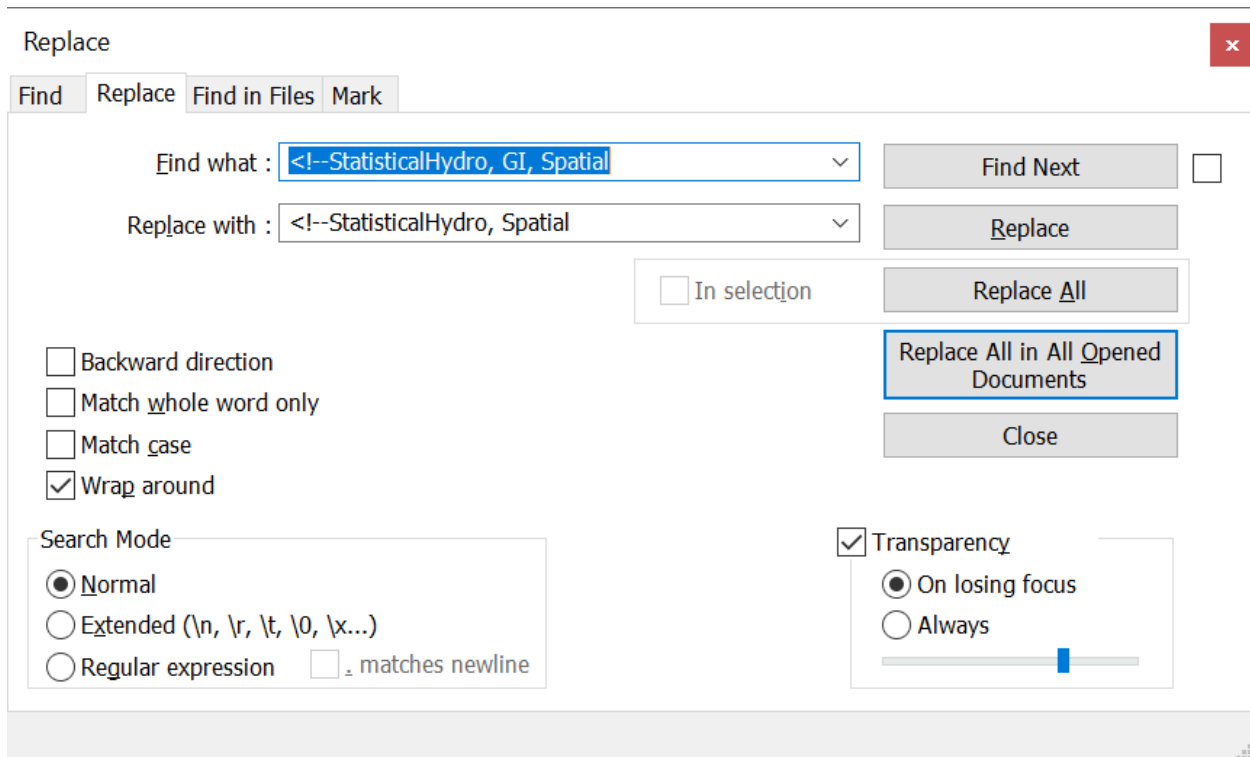 Replace
x
Find Replace Find in Files Mark
Find what : <!--StatisticalHydro, GI, Spatial Find Next
Replace with : <!--StatisticalHydro, Spatial Replace
In selection Replace All
Replace All in All Opened
Documents
Backward direction
Match whole word only
Match case
Close
Wrap around
Search Mode
Normal
Extended (\n, \r, \t, \0, \x...)
Regular expression . matches newline
Transparency
On losing focus
Always